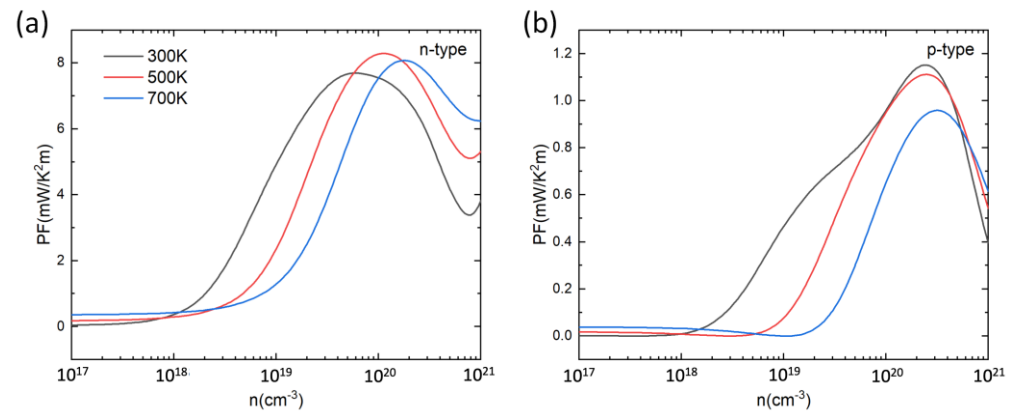 (a)
n-type
300K
500K
700K
8
6
4
2
0
PF(mW/K²m)
10¹⁷ 10¹⁸ 10¹⁹ 10²⁰ 10²¹
n(cm⁻³)
(b)
p-type
1.2
1.0
0.8
0.6
0.4
0.2
0.0
PF(mW/K²m)
10¹⁷ 10¹⁸ 10¹⁹ 10²⁰ 10²¹
n(cm⁻³)